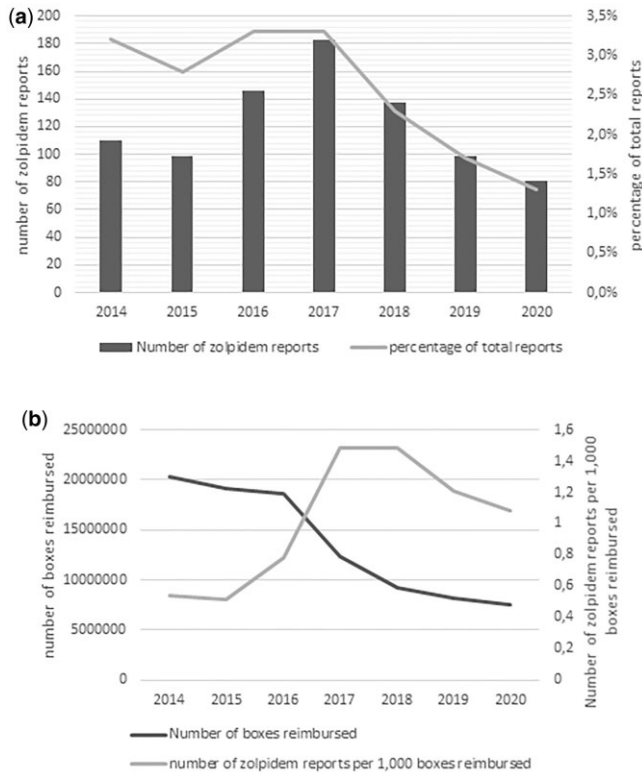 (a)
200
180
160
140
120
100
80
60
40
20
0
number of zolpidem reports
3,5%
3,0%
2,5%
2,0%
1,5%
1,0%
0,5%
0,0%
percentage of total reports
2014 2015 2016 2017 2018 2019 2020
Number of zolpidem reports percentage of total reports
(b)
25000000
20000000
15000000
10000000
5000000
0
number of boxes reimbursed
1,6
1,4
1,2
1
0,8
0,6
0,4
0,2
0
Number of zolpidem reports per 1,000
boxes reimbursed
2014 2015 2016 2017 2018 2019 2020
Number of boxes reimbursed
number of zolpidem reports per 1,000 boxes reimbursed